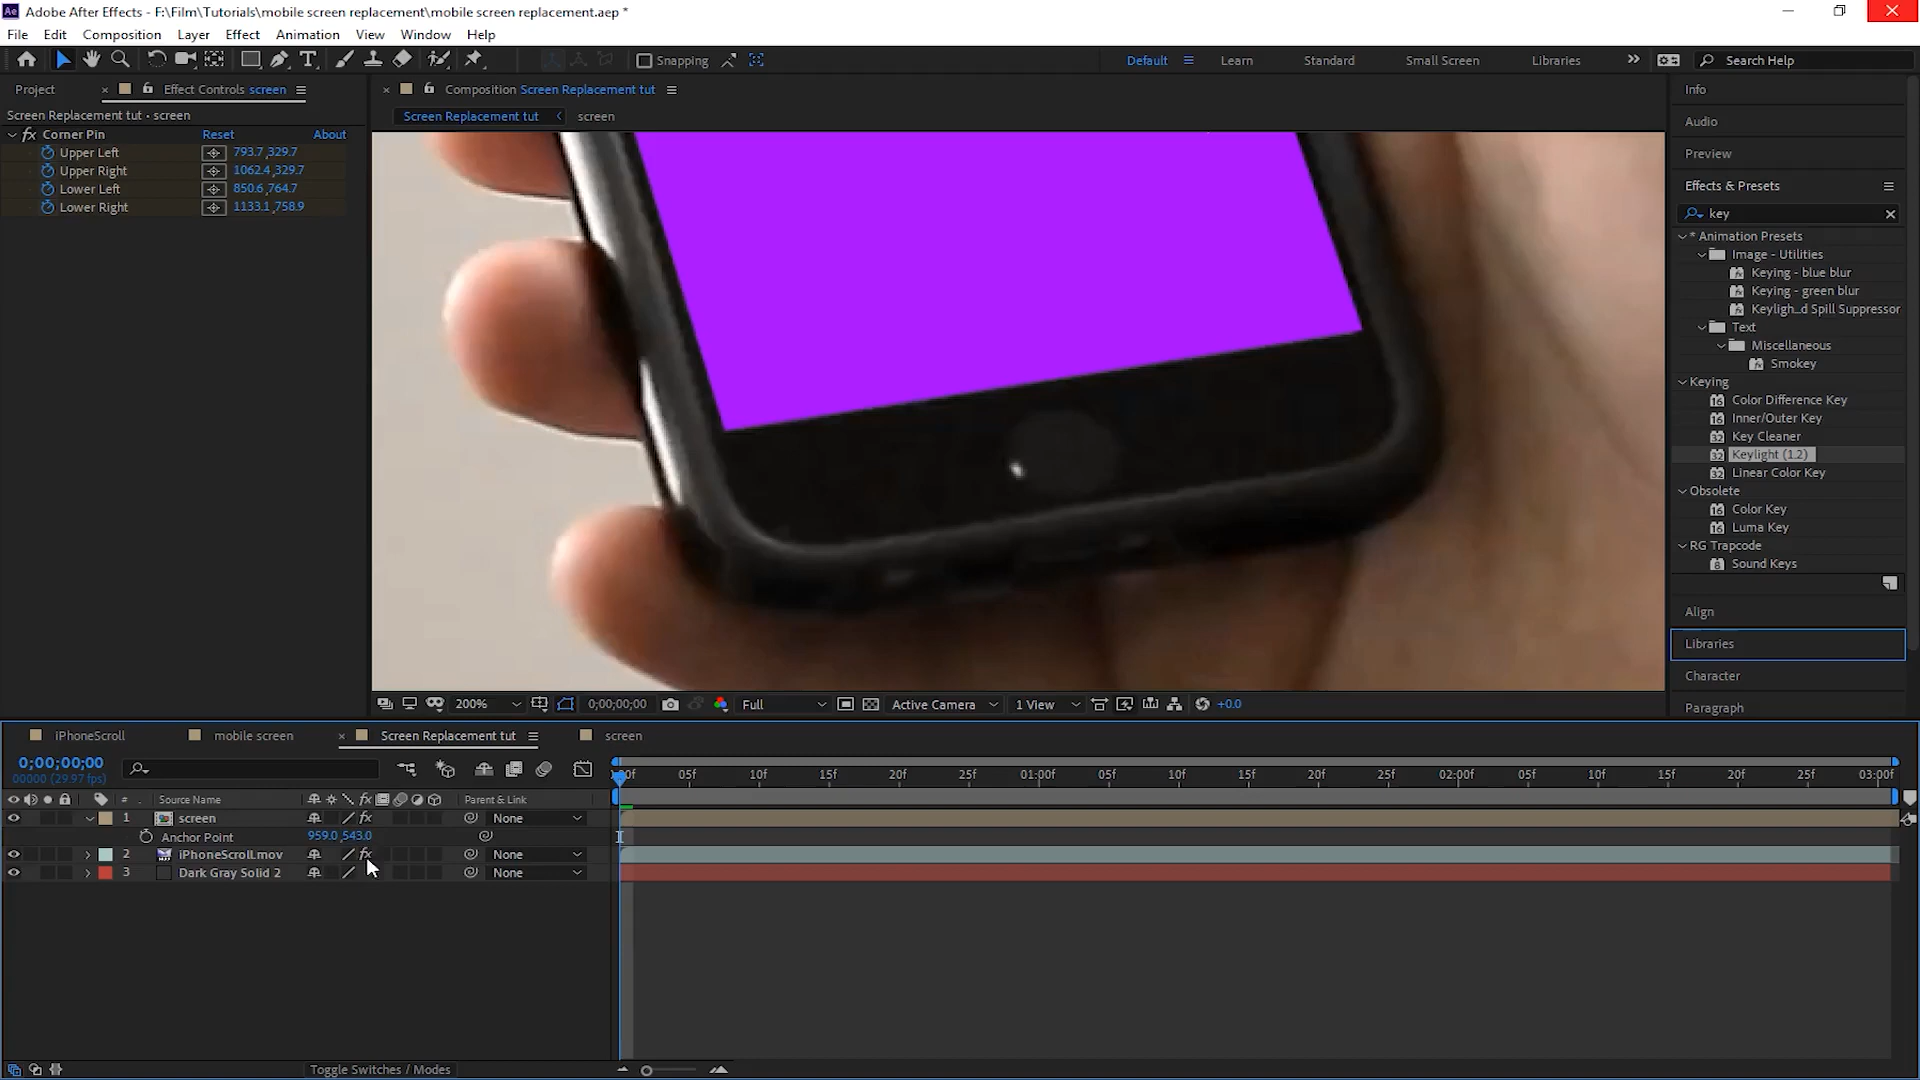 Adobe After Effects - F:\Film\Tutorials\mobile screen replacement\mobile screen replacement.aep *
File Edit Composition Layer Effect Animation View Window Help
Snapping Default Learn Standard Small Screen Libraries Search Help
Project Effect Controls screen
Composition Screen Replacement tut
Info
Screen Replacement tut • screen
Screen Replacement tut screen
Audio
fx Corner Pin Reset About
Upper Left 793.7,329.7
Upper Right 1062.4,329.7
Lower Left 850.6,764.7
Lower Right 1133.1,758.9
Preview
Effects & Presets
key
* Animation Presets
Image - Utilities
Keying - blue blur
Keying - green blur
Keyligh...d Spill Suppressor
Text
Miscellaneous
Smokey
Keying
Color Difference Key
Inner/Outer Key
Key Cleaner
Keylight (1.2)
Linear Color Key
Obsolete
Color Key
Luma Key
RG Trapcode
Sound Keys
Align
Libraries
Character
Paragraph
200% 0;00;00;00 Full Active Camera 1 View +0.0
iPhoneScroll mobile screen Screen Replacement tut screen
0;00;00;00
00000 (29.97 fps)
:00f 05f 10f 15f 20f 25f 01:00f 05f 10f 15f 20f 25f 02:00f 05f 10f 15f 20f 25f 03:00f
# Source Name fx Parent & Link
1 screen fx None
Anchor Point 959.0,543.0
2 iPhoneScroll.mov fx None
3 Dark Gray Solid 2 None
Toggle Switches / Modes